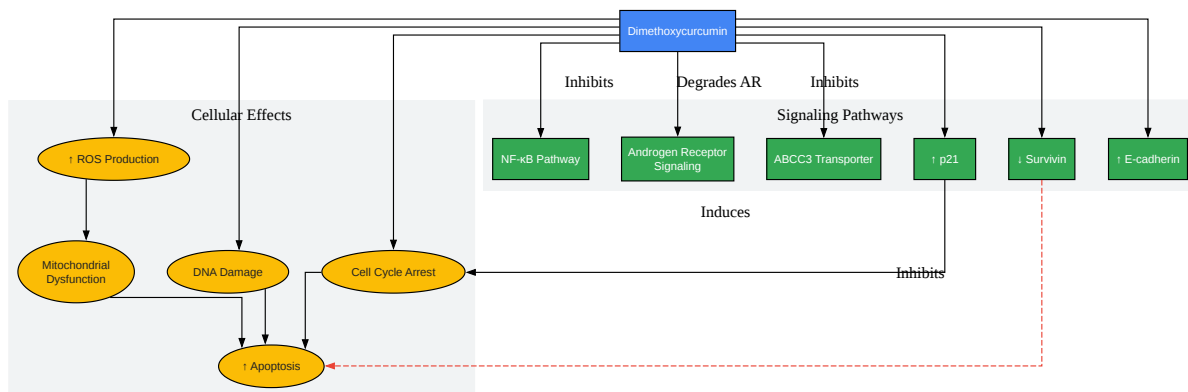 Dimethoxycurcumin
Inhibits
Degrades AR
Inhibits
Cellular Effects
Signaling Pathways
↑ ROS Production
NF-κB Pathway
Androgen Receptor
Signaling
ABCC3 Transporter
↑ p21
↓ Survivin
↑ E-cadherin
Induces
Mitochondrial
Dysfunction
DNA Damage
Cell Cycle Arrest
Inhibits
↑ Apoptosis